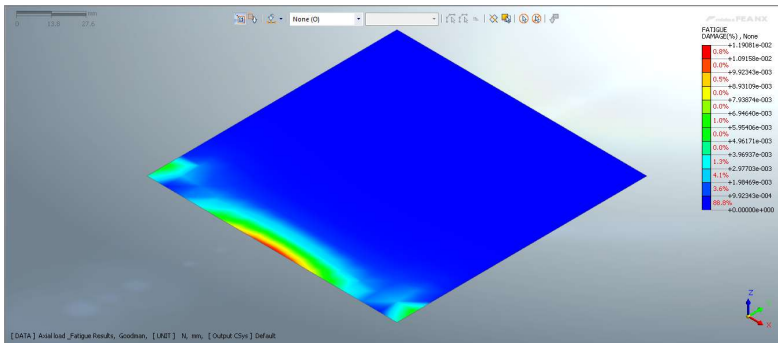 mm
0 13.8 27.6
None (O)
FEA NX
FATIGUE
DAMAGE(%) , None
+1.19081e-002
0.8%
+1.09158e-002
0.0%
+9.92343e-003
0.5%
+8.93109e-003
0.0%
+7.93874e-003
0.0%
+6.94640e-003
1.0%
+5.95406e-003
0.0%
+4.96171e-003
0.0%
+3.96937e-003
1.3%
+2.97703e-003
4.1%
+1.98469e-003
3.6%
+9.92343e-004
88.8%
+0.00000e+000
Z
X
[ DATA ] Axial load _Fatigue Results, Goodman, [ UNIT ] N, mm, [ Output CSys ] Default